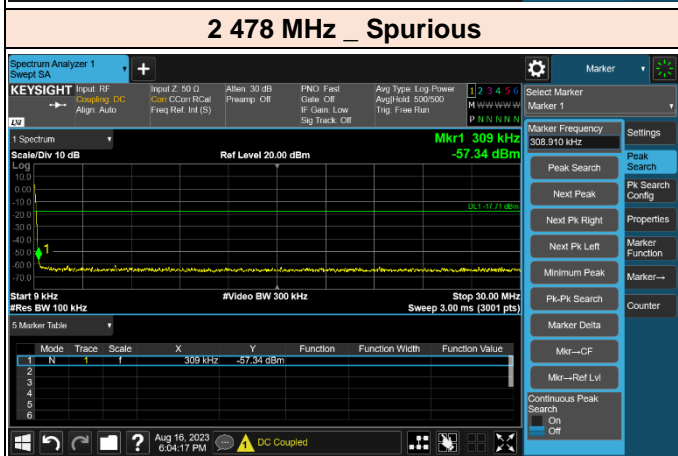 2 478 MHz _ Spurious
Spectrum Analyzer 1
Swept SA
+
Marker
KEYSIGHT Input: RF Input Z: 50 Ω Atten: 30 dB PNO: Fast Avg Type: Log-Power 1 2 3 4 5 6
Coupling: DC Corr CCorr RCal Preamp: Off Gate: Off Avg|Hold: 500/500 M W W W W W
Align: Auto Freq Ref: Int (S) IF Gain: Low Trig: Free Run P N N N N N
Sig Track: Off
LXI
Select Marker
Marker 1
1 Spectrum
Mkr1 309 kHz
Scale/Div 10 dB Ref Level 20.00 dBm -57.34 dBm
Log
10.0
0.00
-10.0
DL1 -17.71 dBm
-20.0
-30.0
-40.0
-50.0
1
-60.0
-70.0
Start 9 kHz #Video BW 300 kHz Stop 30.00 MHz
#Res BW 100 kHz Sweep 3.00 ms (3001 pts)
5 Marker Table
Mode Trace Scale X Y Function Function Width Function Value
1 N 1 f 309 kHz -57.34 dBm
2
3
4
5
6
Marker Frequency
308.910 kHz
Peak Search
Next Peak
Next Pk Right
Next Pk Left
Minimum Peak
Pk-Pk Search
Marker Delta
Mkr→CF
Mkr→Ref Lvl
Continuous Peak
Search
On
Off
Settings
Peak
Search
Pk Search
Config
Properties
Marker
Function
Marker→
Counter
?
Aug 16, 2023
6:04:17 PM
1
DC Coupled